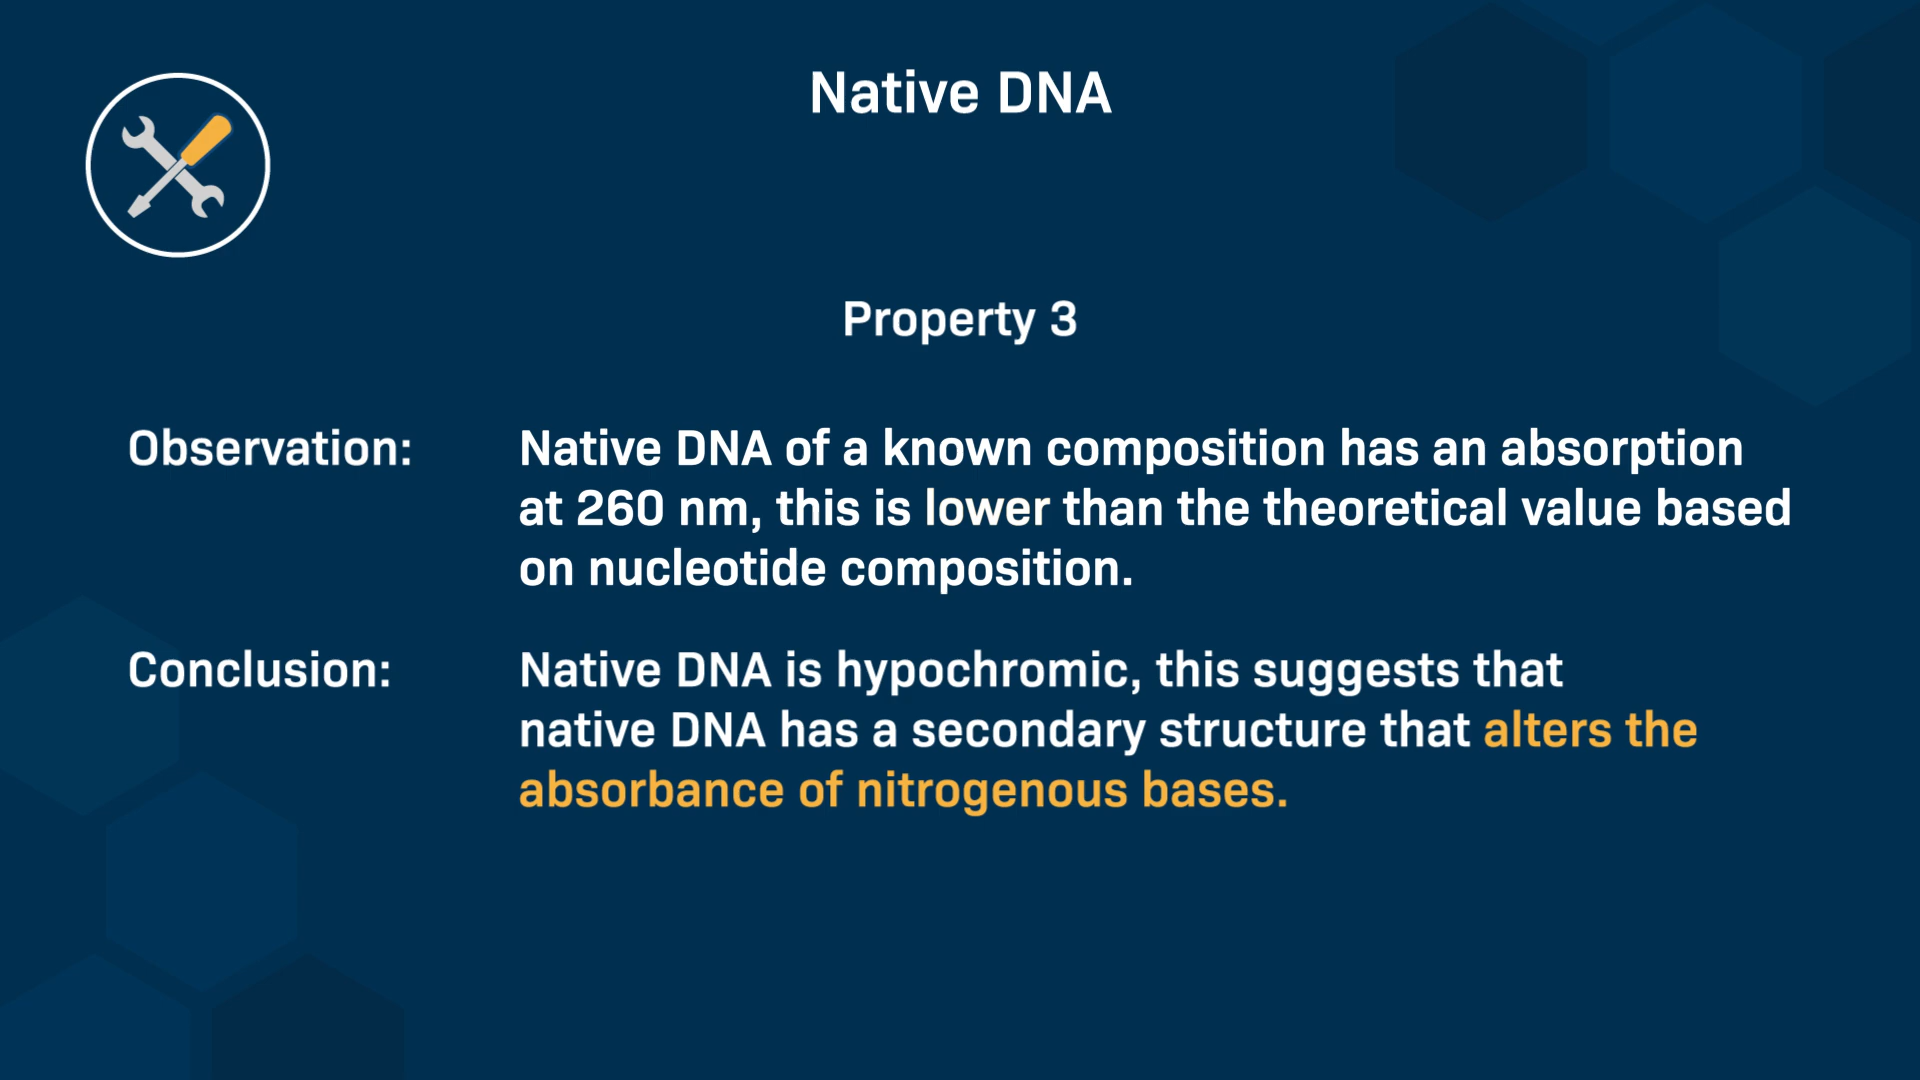 Native DNA
Property 3
Observation:
Native DNA of a known composition has an absorption
at 260 nm, this is lower than the theoretical value based
on nucleotide composition.
Conclusion:
Native DNA is hypochromic, this suggests that
native DNA has a secondary structure that alters the
absorbance of nitrogenous bases.